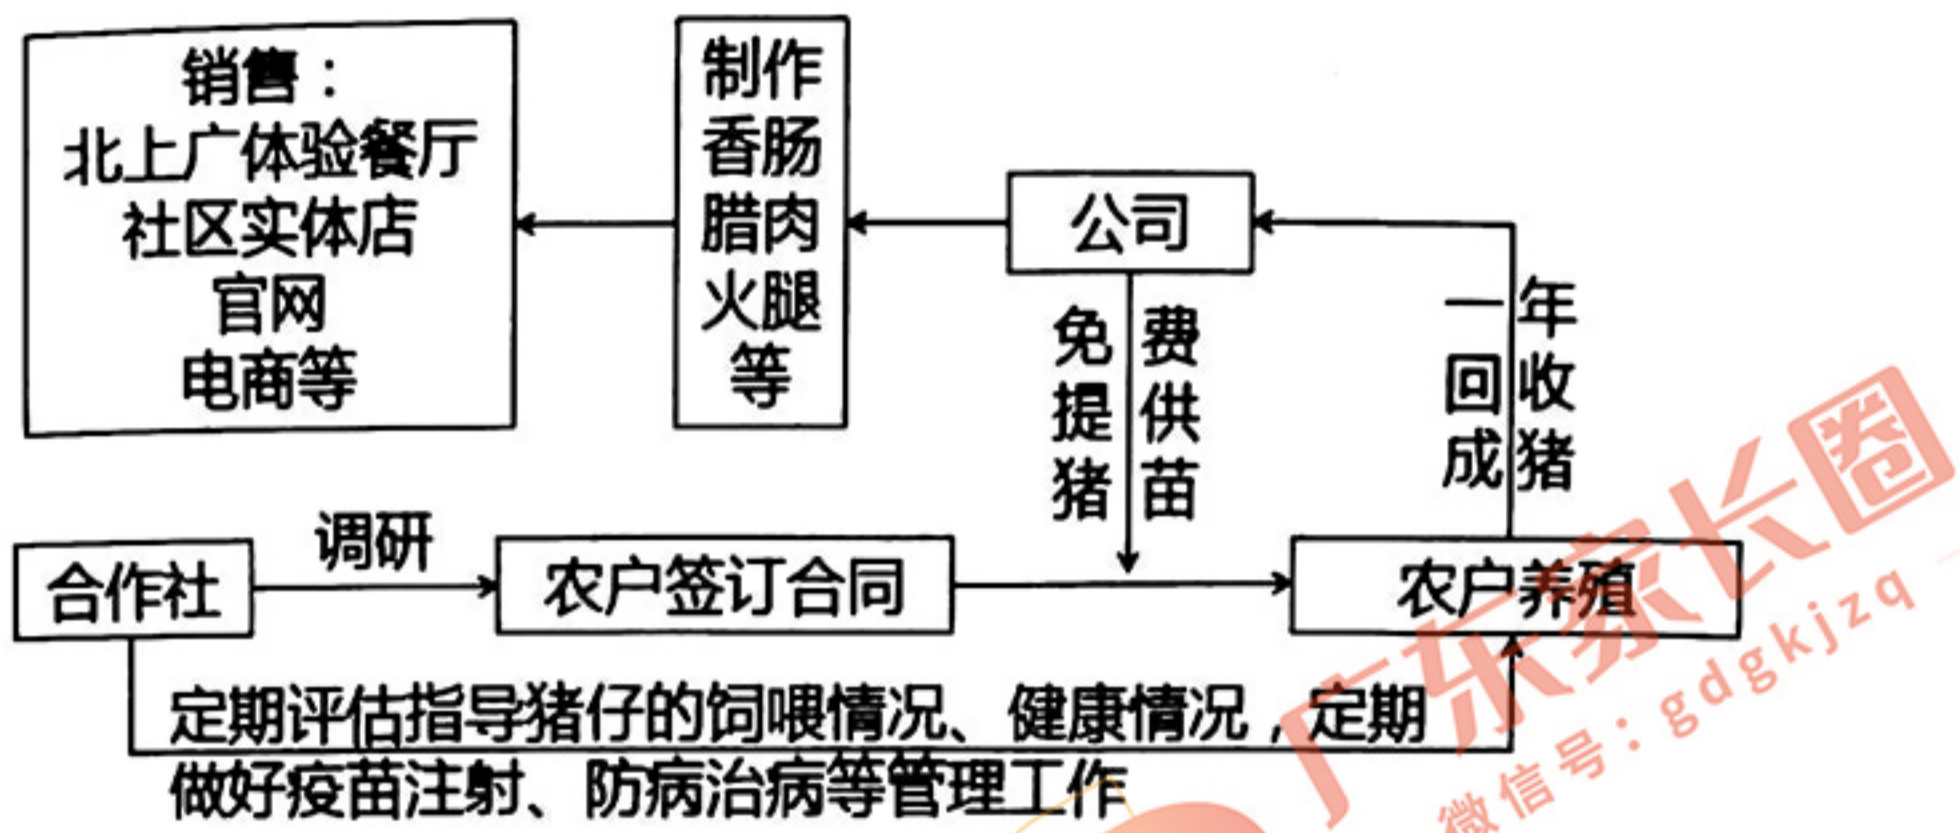 销售：
北上广体验餐厅
社区实体店
官网
电商等
制作
香肠
腊肉
火腿
等
公司
免费
提供
猪苗
一年
回收
成猪
合作社
调研
农户签订合同
农户养殖
定期评估指导猪仔的饲喂情况、健康情况，定期
做好疫苗注射、防病治病等管理工作
广东家长圈
微信号：gdgkjzq